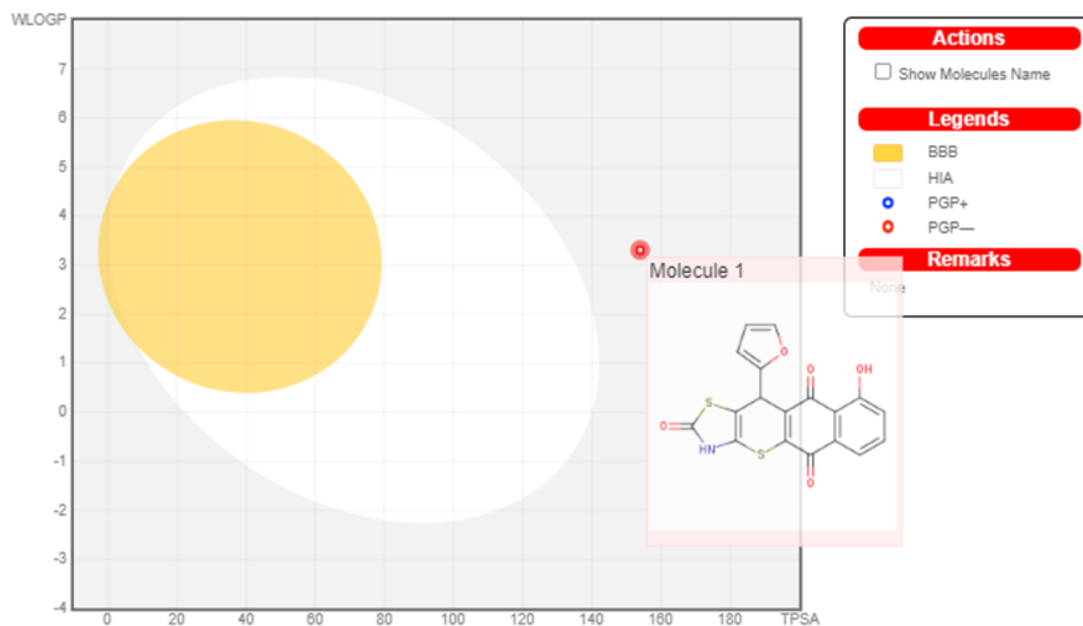 WLOGP
7
6
5
4
3
2
1
0
-1
-2
-3
-4
0 20 40 60 80 100 120 140 160 180 TPSA
Molecule 1
O
O
OH
S
O
HN
S
O
Actions
Show Molecules Name
Legends
BBB
HIA
PGP+
PGP—
Remarks
None